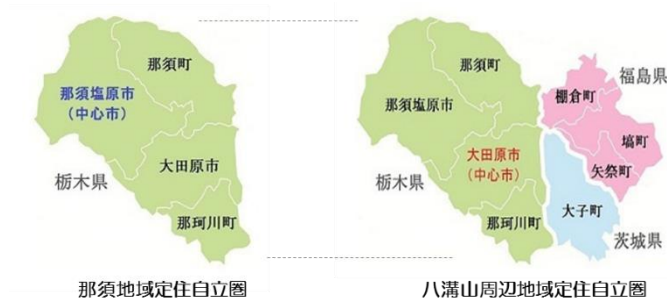 那須町
那須塩原市
(中心市)
大田原市
栃木県
那珂川町
那須地域定住自立圏
那須町
那須塩原市
大田原市
(中心市)
栃木県
那珂川町
福島県
棚倉町
塙町
矢祭町
大子町
茨城県
八溝山周辺地域定住自立圏